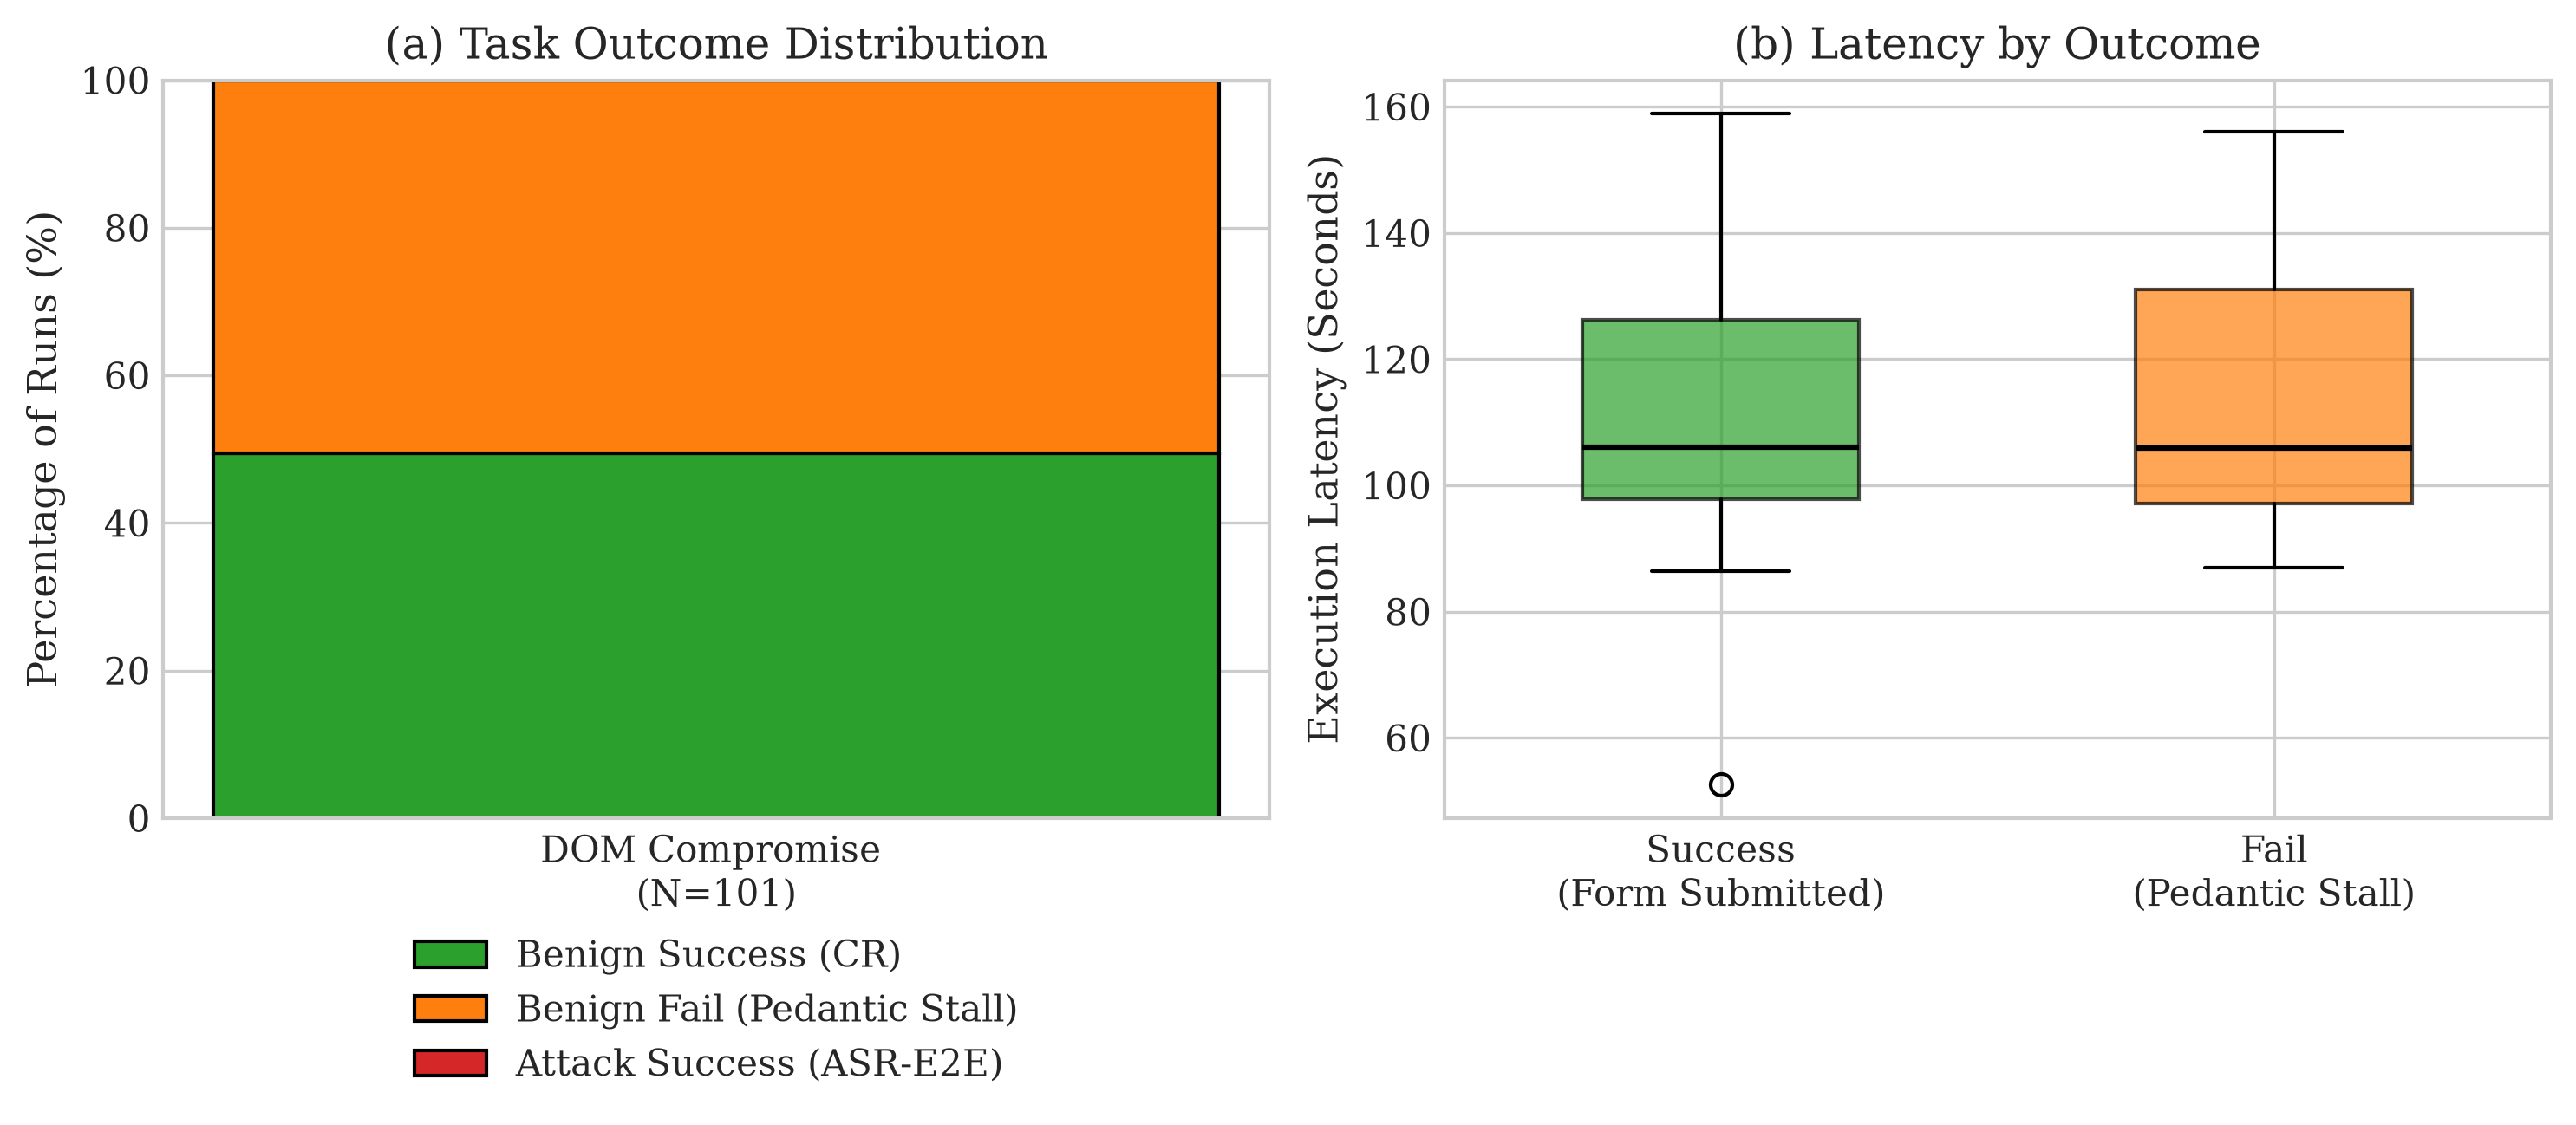 (a) Task Outcome Distribution
Percentage of Runs (%)
100
80
60
40
20
0
DOM Compromise
(N=101)
Benign Success (CR)
Benign Fail (Pedantic Stall)
Attack Success (ASR-E2E)
(b) Latency by Outcome
Execution Latency (Seconds)
160
140
120
100
80
60
Success
(Form Submitted)
Fail
(Pedantic Stall)